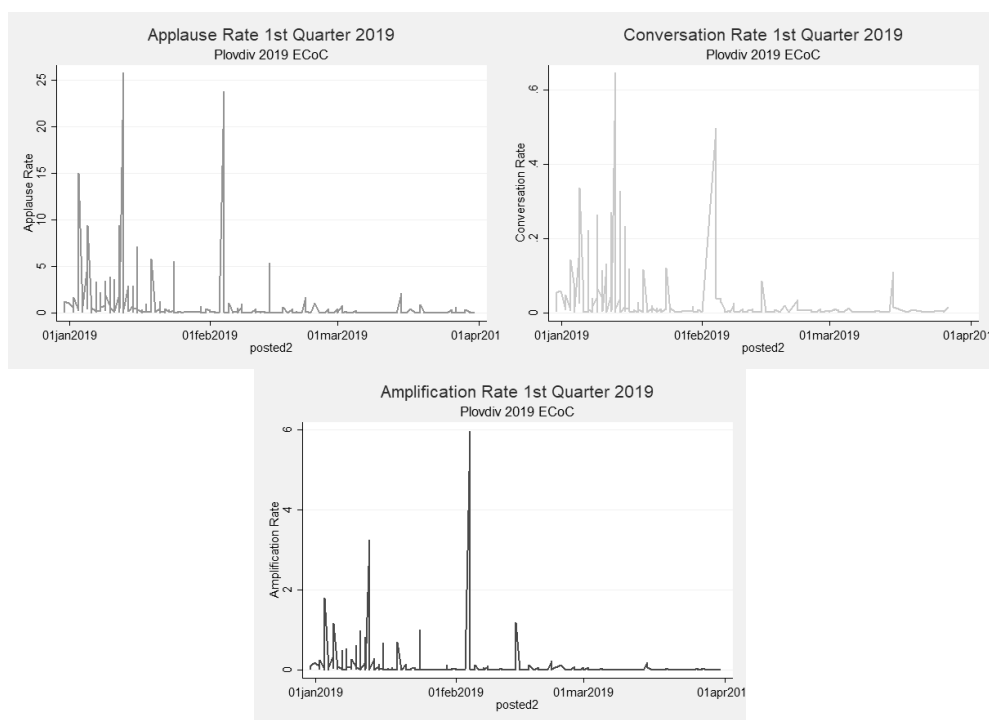 Applause Rate 1st Quarter 2019
Plovdiv 2019 ECoC
Applause Rate
25
20
15
10
5
0
01jan2019 01feb2019 01mar2019 01apr201
posted2
Conversation Rate 1st Quarter 2019
Plovdiv 2019 ECoC
Conversation Rate
.6
.4
.2
0
01jan2019 01feb2019 01mar2019 01apr201
posted2
Amplification Rate 1st Quarter 2019
Plovdiv 2019 ECoC
Amplification Rate
6
4
2
0
01jan2019 01feb2019 01mar2019 01apr201
posted2